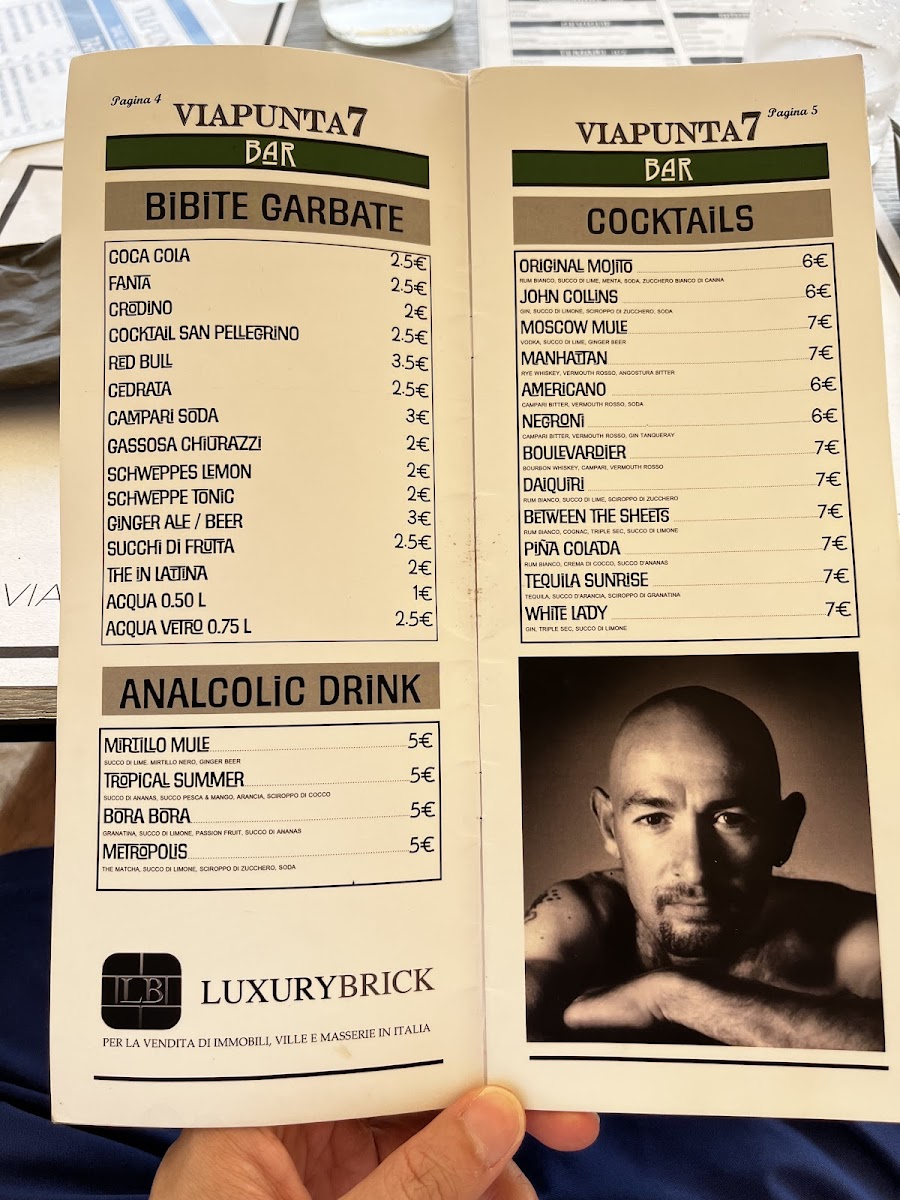 Pagina 4
VIAPUNTA7
BAR
BiBiTE GARBATE
COCA COLA 2.5€
FANTA 2.5€
CRODINO 2€
COCKTAIL SAN PELLEGRINO 2.5€
RED BULL 3.5€
CEDRATA 2.5€
CAMPARI SODA 3€
GASSOSA CHIURAZZI 2€
SCHWEPPES LEMON 2€
SCHWEPPE TONIC 2€
GINGER ALE / BEER 3€
SUCCHI DI FRUTTA 2.5€
THE IN LATTINA 2€
ACQUA 0.50 L 1€
ACQUA VETRO 0.75 L 2.5€
ANALCOLiC DRiNK
MIRTILLO MULE 5€
SUCCO DI LIME. MIRTILLO NERO, GINGER BEER
TROPICAL SUMMER 5€
SUCCO DI ANANAS, SUCCO PESCA & MANGO, ARANCIA, SCIROPPO DI COCCO
BORA BORA 5€
GRANATINA, SUCCO DI LIMONE, PASSION FRUIT, SUCCO DI ANANAS
METROPOLIS 5€
THE MATCHA, SUCCO DI LIMONE, SCIROPPO DI ZUCCHERO, SODA
LB
LUXURYBRICK
PER LA VENDITA DI IMMOBILI, VILLE E MASSERIE IN ITALIA
Pagina 5
VIAPUNTA7
BAR
COCKTAiLS
ORIGINAL MOJITO 6€
RUM BIANCO, SUCCO DI LIME, MENTA, SODA, ZUCCHERO BIANCO DI CANNA
JOHN COLLINS 6€
GIN, SUCCO DI LIMONE, SCIROPPO DI ZUCCHERO, SODA
MOSCOW MULE 7€
VODKA, SUCCO DI LIME, GINGER BEER
MANHATTAN 7€
RYE WHISKEY, VERMOUTH ROSSO, ANGOSTURA BITTER
AMERICANO 6€
CAMPARI BITTER, VERMOUTH ROSSO, SODA
NEGRONI 6€
CAMPARI BITTER, VERMOUTH ROSSO, GIN TANQUERAY
BOULEVARDIER 7€
BOURBON WHISKEY, CAMPARI, VERMOUTH ROSSO
DAIQUIRI 7€
RUM BIANCO, SUCCO DI LIME, SCIROPPO DI ZUCCHERO
BETWEEN THE SHEETS 7€
RUM BIANCO, COGNAC, TRIPLE SEC, SUCCO DI LIMONE
PIÑA COLADA 7€
RUM BIANCO, CREMA DI COCCO, SUCCO D'ANANAS
TEQUILA SUNRISE 7€
TEQUILA, SUCCO D'ARANCIA, SCIROPPO DI GRANATINA
WHITE LADY 7€
GIN, TRIPLE SEC, SUCCO DI LIMONE
VIA